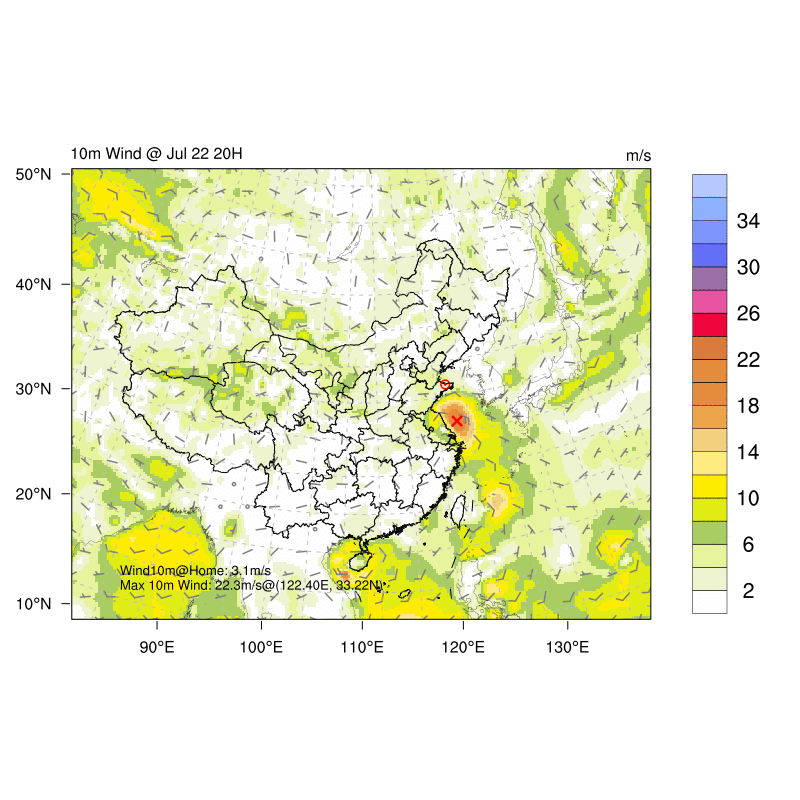 10m Wind @ Jul 22 20H
m/s
50°N
40°N
30°N
20°N
10°N
90°E
100°E
110°E
120°E
130°E
Wind10m@Home: 3.1m/s
Max 10m Wind: 22.3m/s@(122.40E, 33.22N)
34
30
26
22
18
14
10
6
2